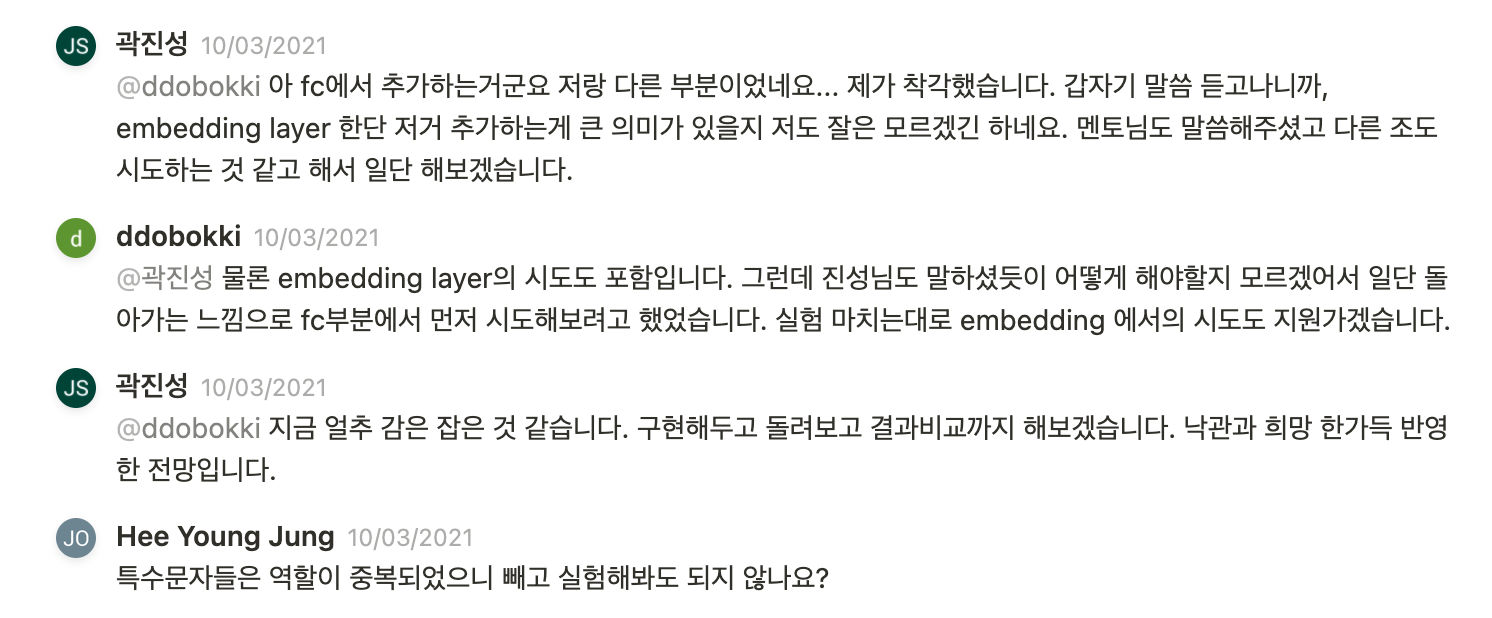 JS 곽진성 10/03/2021
@ddobokki 아 fc에서 추가하는거군요 저랑 다른 부분이었네요... 제가 착각했습니다. 갑자기 말씀 듣고나니까,
embedding layer 한단 저거 추가하는게 큰 의미가 있을지 저도 잘은 모르겠긴 하네요. 멘토님도 말씀해주셨고 다른 조도
시도하는 것 같고 해서 일단 해보겠습니다.
d ddobokki 10/03/2021
@곽진성 물론 embedding layer의 시도도 포함입니다. 그런데 진성님도 말하셨듯이 어떻게 해야할지 모르겠어서 일단 돌
아가는 느낌으로 fc부분에서 먼저 시도해보려고 했었습니다. 실험 마치는대로 embedding 에서의 시도도 지원가겠습니다.
JS 곽진성 10/03/2021
@ddobokki 지금 얼추 감은 잡은 것 같습니다. 구현해두고 돌려보고 결과비교까지 해보겠습니다. 낙관과 희망 한가득 반영
한 전망입니다.
JO Hee Young Jung 10/03/2021
특수문자들은 역할이 중복되었으니 빼고 실험해봐도 되지 않나요?